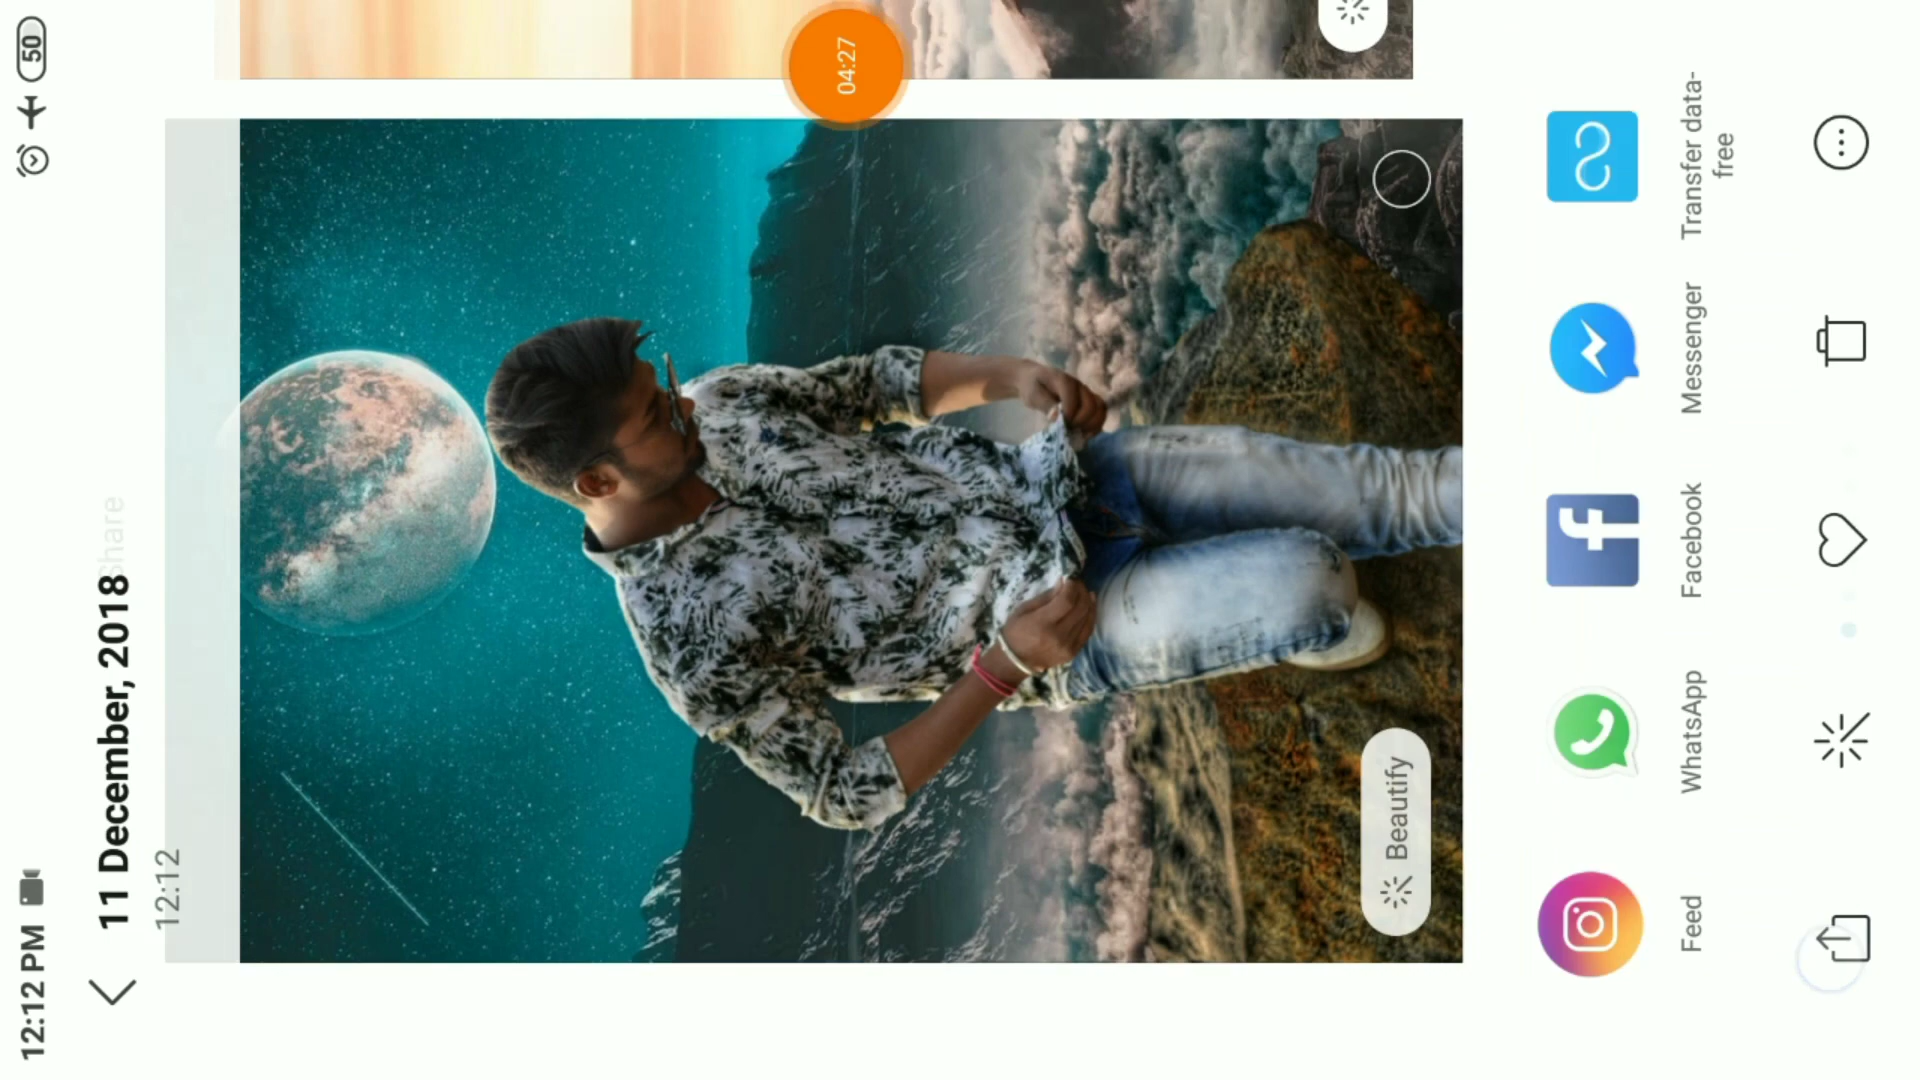 12:12 PM
50
11 December, 2018
Share
12:12
04:27
Beautify
Feed
WhatsApp
Facebook
Messenger
Transfer data-
free